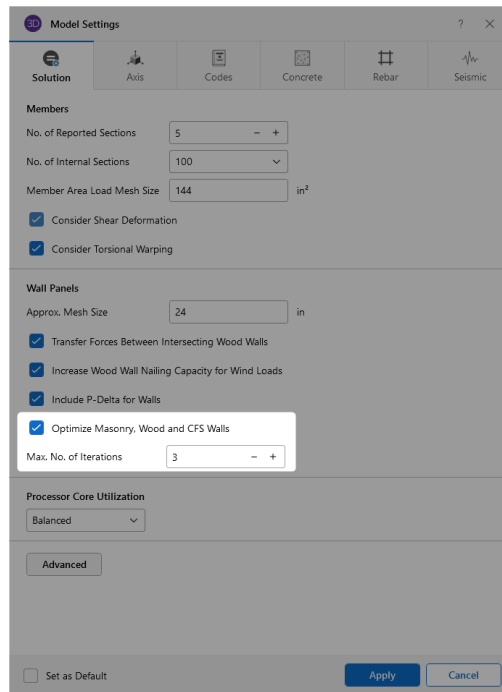 3D Model Settings ?
Solution Axis Codes Concrete Rebar Seismic
Members
No. of Reported Sections 5 − +
No. of Internal Sections 100
Member Area Load Mesh Size 144 in²
Consider Shear Deformation
Consider Torsional Warping
Wall Panels
Approx. Mesh Size 24 in
Transfer Forces Between Intersecting Wood Walls
Increase Wood Wall Nailing Capacity for Wind Loads
Include P-Delta for Walls
Optimize Masonry, Wood and CFS Walls
Max. No. of Iterations 3 − +
Processor Core Utilization
Balanced
Advanced
Set as Default Apply Cancel